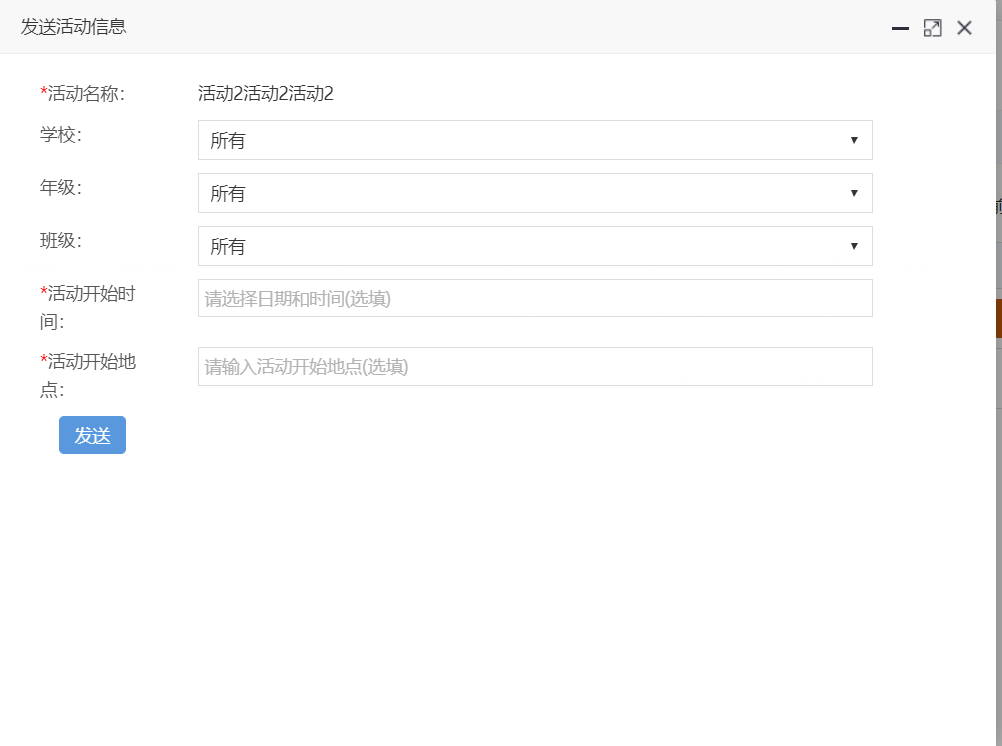 发送活动信息
*活动名称: 活动2活动2活动2
学校: 所有
年级: 所有
班级: 所有
*活动开始时
间:
请选择日期和时间(选填)
*活动开始地
点:
请输入活动开始地点(选填)
发送